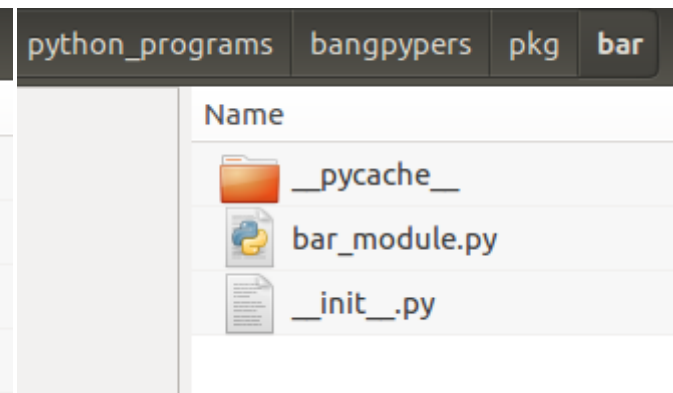 python_programs bangpypers pkg bar
Name
__pycache__
bar_module.py
__init__.py